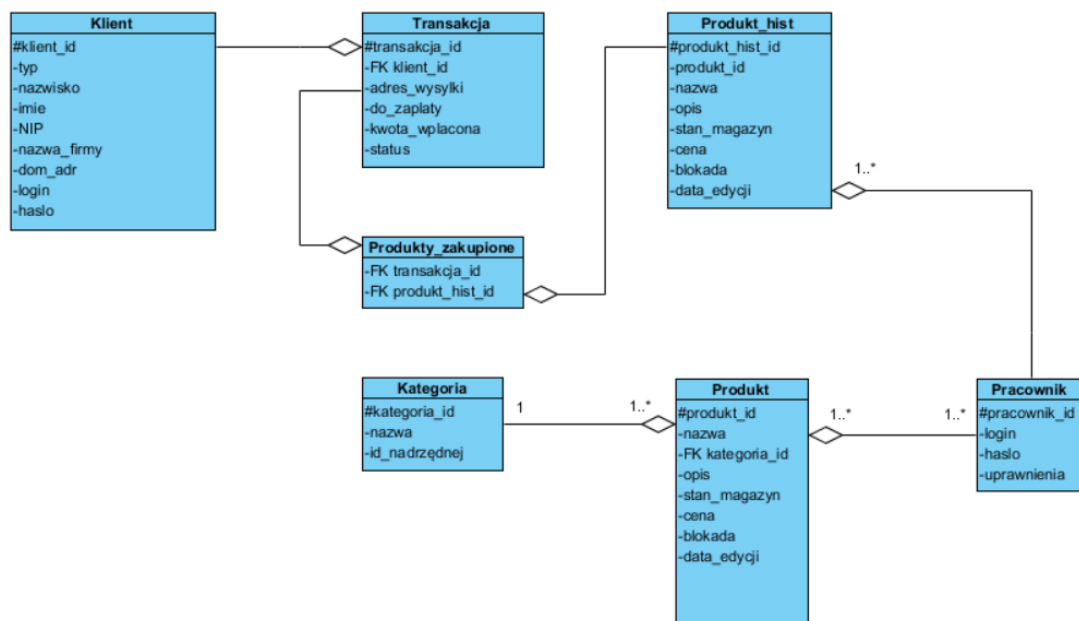 Klient
#klient_id
-typ
-nazwisko
-imie
-NIP
-nazwa_firmy
-dom_adr
-login
-haslo
Transakcja
#transakcja_id
-FK klient_id
-adres_wysylki
-do_zaplaty
-kwota_wplacona
-status
Produkt_hist
#produkt_hist_id
-produkt_id
-nazwa
-opis
-stan_magazyn
-cena
-blokada
-data_edycji
1..*
Produkty_zakupione
-FK transakcja_id
-FK produkt_hist_id
Kategoria
#kategoria_id
-nazwa
-id_nadrzędnej
1
1..*
Produkt
#produkt_id
-nazwa
-FK kategoria_id
-opis
-stan_magazyn
-cena
-blokada
-data_edycji
1..*
1..*
Pracownik
#pracownik_id
-login
-haslo
-uprawnienia